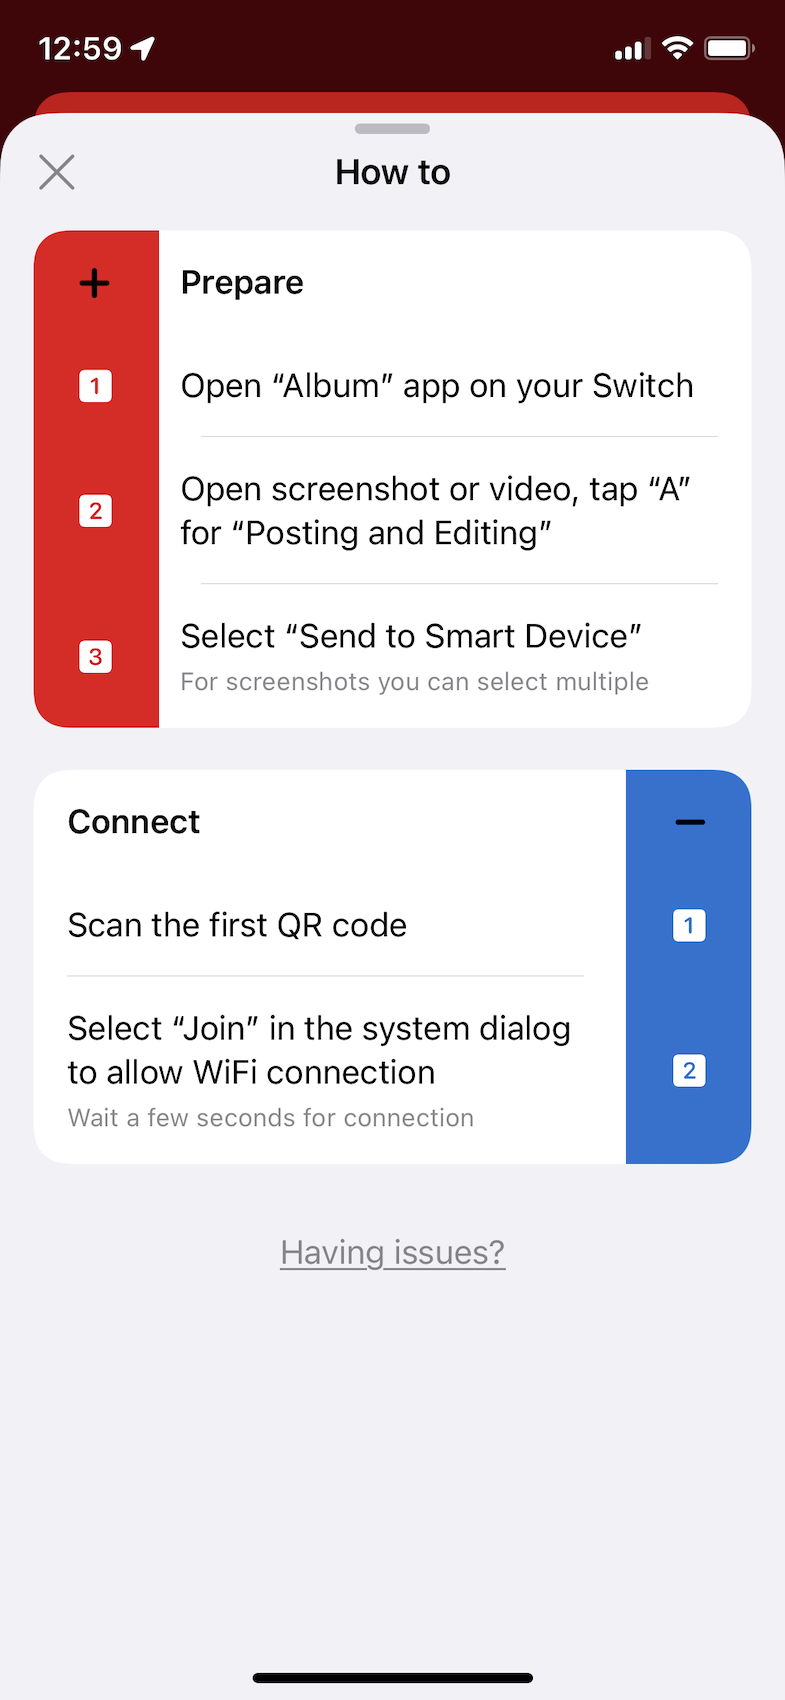 12:59
How to
Prepare
1
Open “Album” app on your Switch
2
Open screenshot or video, tap “A”
for “Posting and Editing”
3
Select “Send to Smart Device”
For screenshots you can select multiple
Connect
Scan the first QR code
1
Select “Join” in the system dialog
to allow WiFi connection
2
Wait a few seconds for connection
Having issues?